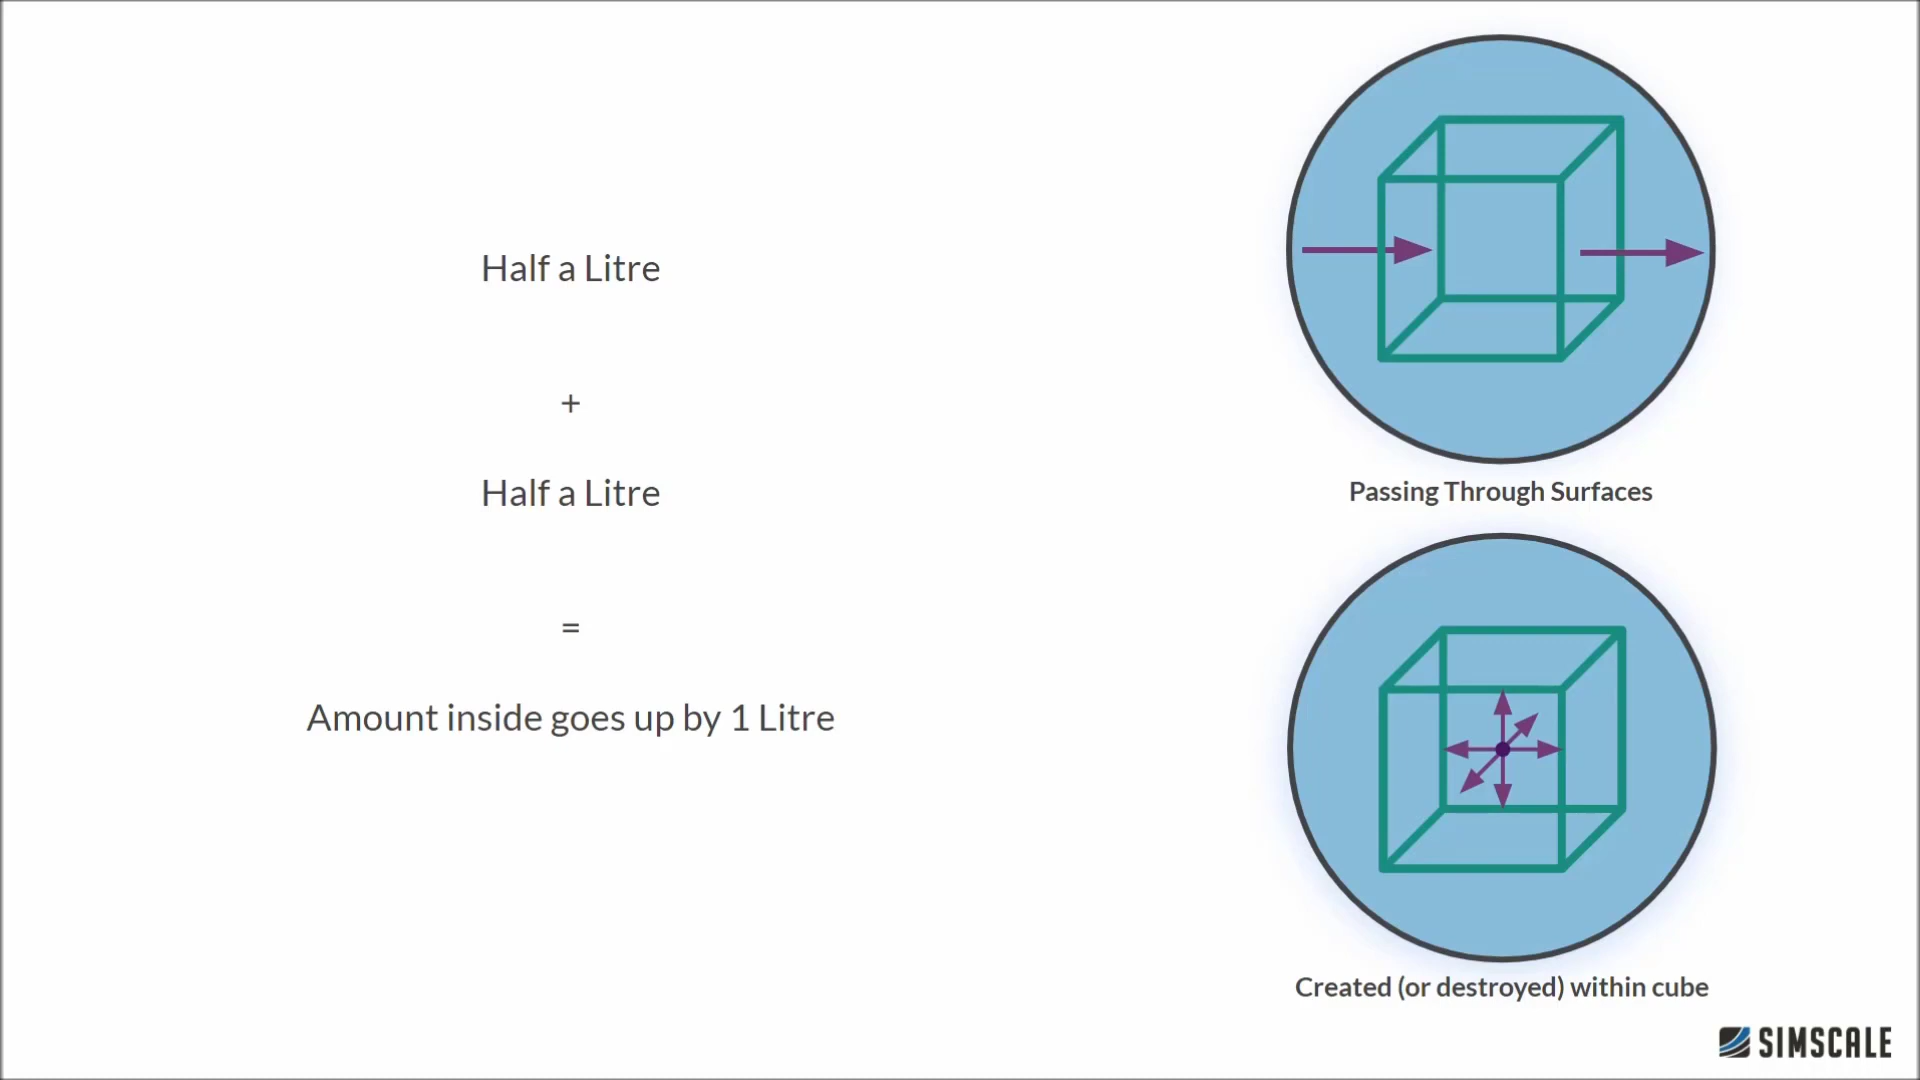 Half a Litre
+
Half a Litre
=
Amount inside goes up by 1 Litre
Passing Through Surfaces
Created (or destroyed) within cube
SIMSCALE